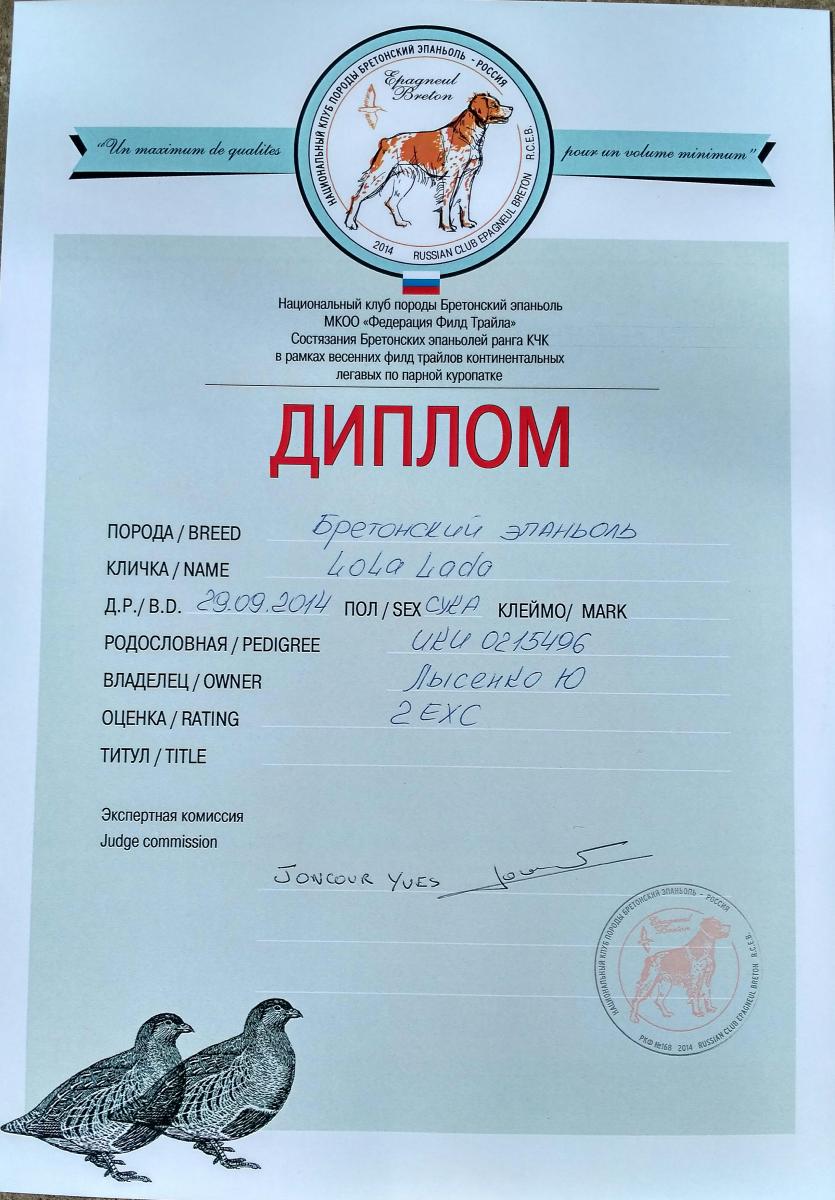 НАЦИОНАЛЬНЫЙ КЛУБ ПОРОДЫ БРЕТОНСКИЙ ЭПАНЬОЛЬ - РОССИЯ
Epagneul
Breton
2014 RUSSIAN CLUB EPAGNEUL BRETON R.C.E.B.
"Un maximum de qualites pour un volume minimum"
Национальный клуб породы Бретонский эпаньоль
МКОО «Федерация Филд Трайла»
Состязания Бретонских эпаньолей ранга КЧК
в рамках весенних филд трайлов континентальных
легавых по парной куропатке
ДИПЛОМ
ПОРОДА / BREED Бретонский эпаньоль
КЛИЧКА / NAME LoLa Lada
Д.Р./ B.D. 29.09.2014 ПОЛ / SEX СУКА КЛЕЙМО/ MARK
РОДОСЛОВНАЯ / PEDIGREE ИКИ 0215496
ВЛАДЕЛЕЦ / OWNER Лысенко Ю
ОЦЕНКА / RATING 2 EXC
ТИТУЛ / TITLE
Экспертная комиссия
Judge commission
JONCOUR YVES
НАЦИОНАЛЬНЫЙ КЛУБ ПОРОДЫ БРЕТОНСКИЙ ЭПАНЬОЛЬ - РОССИЯ
Epagneul
Breton
РКФ №168 2014 RUSSIAN CLUB EPAGNEUL BRETON R.C.E.B.